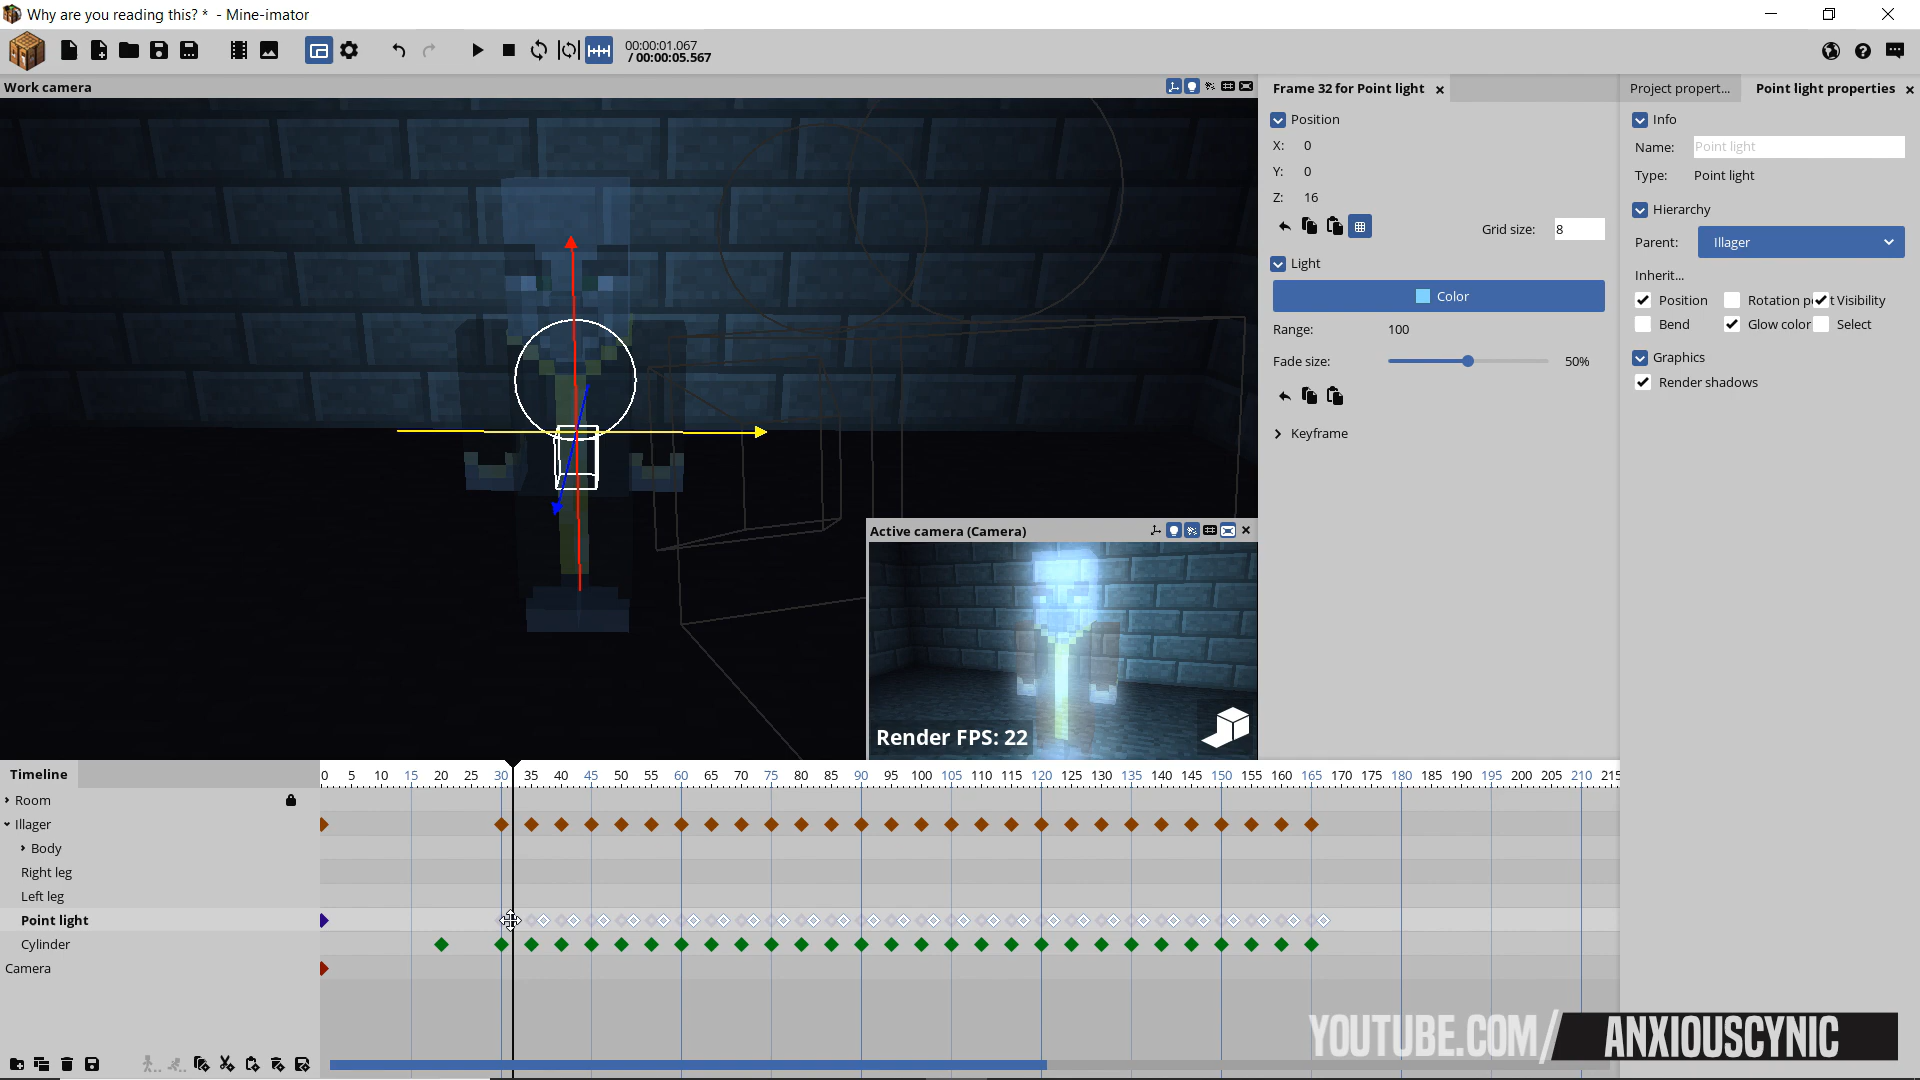 Why are you reading this? * - Mine-imator
00:00:01.067
/ 00:00:05.567
Work camera
Frame 32 for Point light
Position
X: 0
Y: 0
Z: 16
Grid size: 8
Light
Color
Range: 100
Fade size: 50%
Keyframe
Project propert...
Point light properties
Info
Name: Point light
Type: Point light
Hierarchy
Parent: Illager
Inherit...
Position
Visibility
Bend
Glow color
Select
Graphics
Render shadows
Active camera (Camera)
Render FPS: 22
Timeline
0 5 10 15 20 25 30 35 40 45 50 55 60 65 70 75 80 85 90 95 100 105 110 115 120 125 130 135 140 145 150 155 160 165 170 175 180 185 190 195 200 205 210 215
Room
Illager
Body
Right leg
Left leg
Point light
Cylinder
Camera
YOUTUBE.COM/ ANXIOUSCYNIC